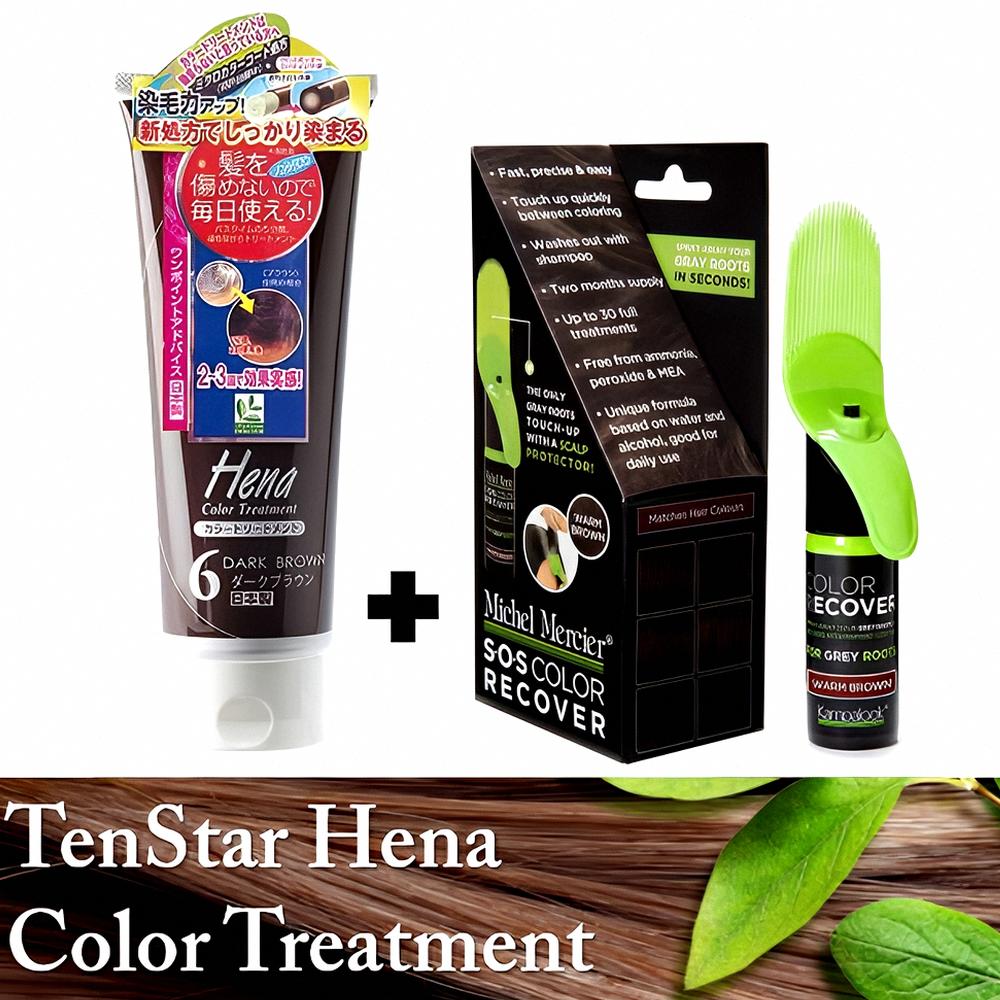 染毛力アップ!
新処方でしっかり染まる
髪を
傷めないので
毎日使える!
ワンポイントアドバイス
2~3回で効果実感!
Hena
Color Treatment
6 DARK BROWN
ダークブラウン
日本製
• Fast, precise & easy
• Touch up quickly
between coloring
• Washes out with
shampoo
• Two months supply
• Up to 30 full
treatments
• Free from ammonia,
peroxide & MEA
• Unique formula
based on water and
alcohol, good for
daily use
GRAY ROOTS
IN SECONDS!
THE ONLY
GRAY ROOTS
TOUCH-UP
WITH A SCALP
PROTECTOR!
WARM
BROWN
Michel Mercier®
S·O·S COLOR
RECOVER
COLOR
RECOVER
FOR GREY ROOTS
WARM BROWN
TenStar Hena
Color Treatment